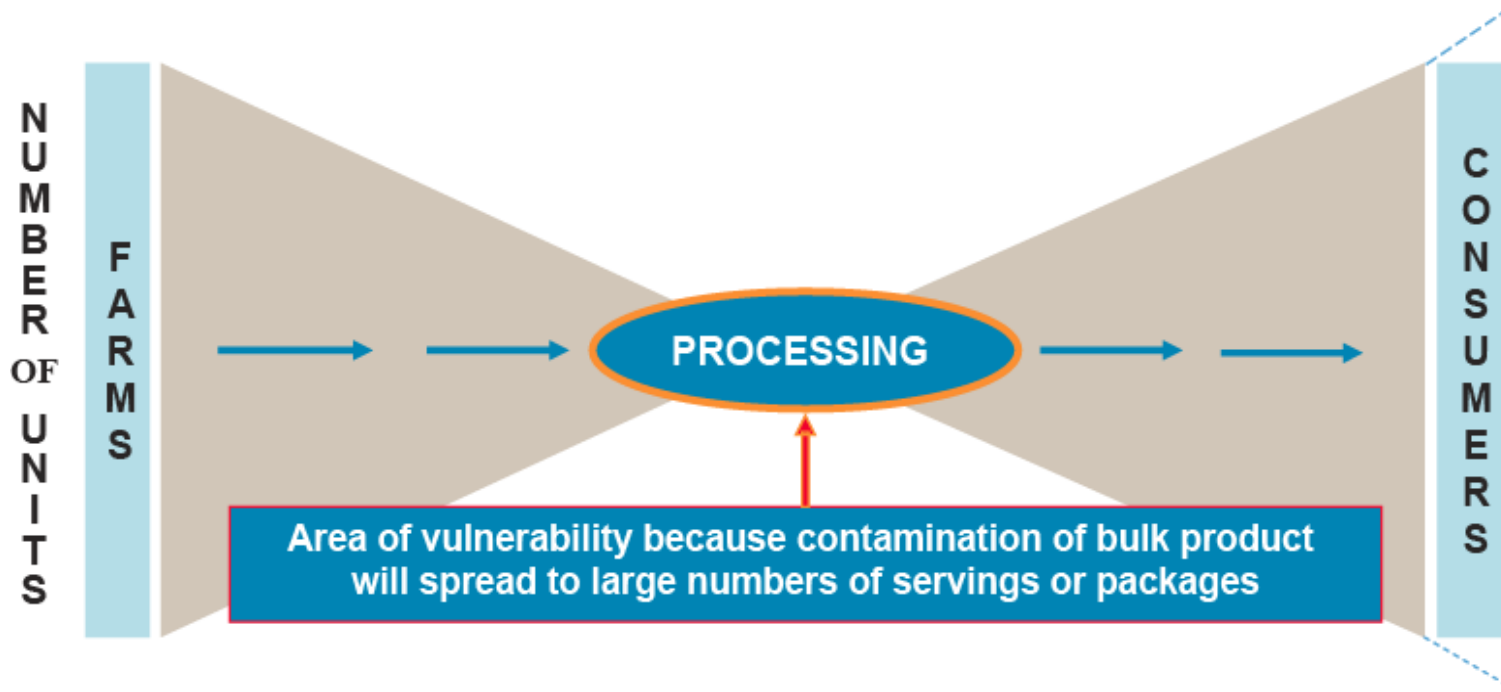 NUMBER OF UNITS
FARMS
PROCESSING
CONSUMERS
Area of vulnerability because contamination of bulk product
will spread to large numbers of servings or packages